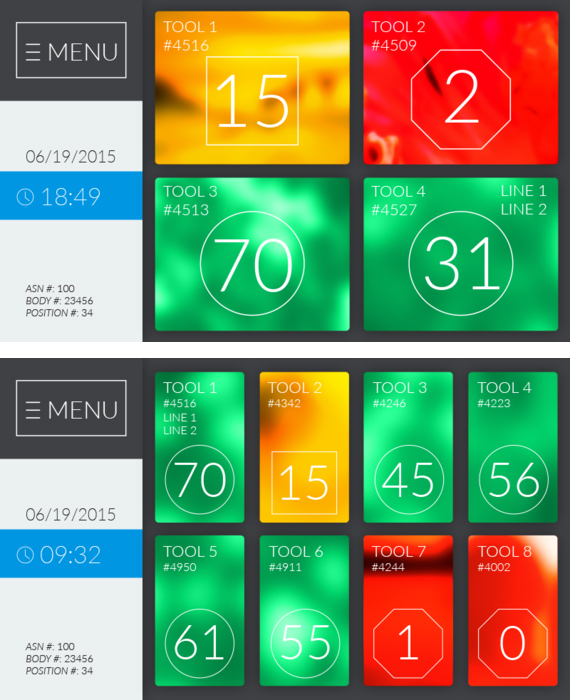 MENU
06/19/2015
18:49
ASN #: 100
BODY #: 23456
POSITION #: 34
TOOL 1
#4516
15
TOOL 2
#4509
2
TOOL 3
#4513
70
TOOL 4
#4527
LINE 1
LINE 2
31
MENU
06/19/2015
09:32
ASN #: 100
BODY #: 23456
POSITION #: 34
TOOL 1
#4516
LINE 1
LINE 2
70
TOOL 2
#4342
15
TOOL 3
#4246
45
TOOL 4
#4223
56
TOOL 5
#4950
61
TOOL 6
#4911
55
TOOL 7
#4244
1
TOOL 8
#4002
0